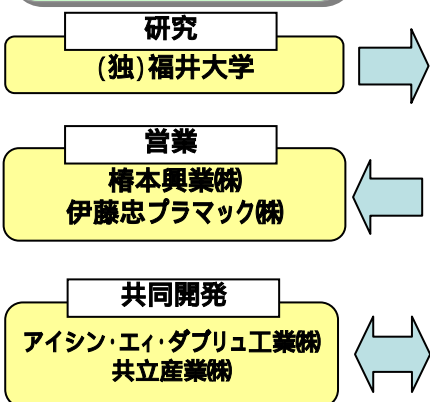 研究
(独)福井大学
営業
椿本興業㈱
伊藤忠プラマック㈱
共同開発
アイシン・エィ・ダブリュ工業㈱
共立産業㈱